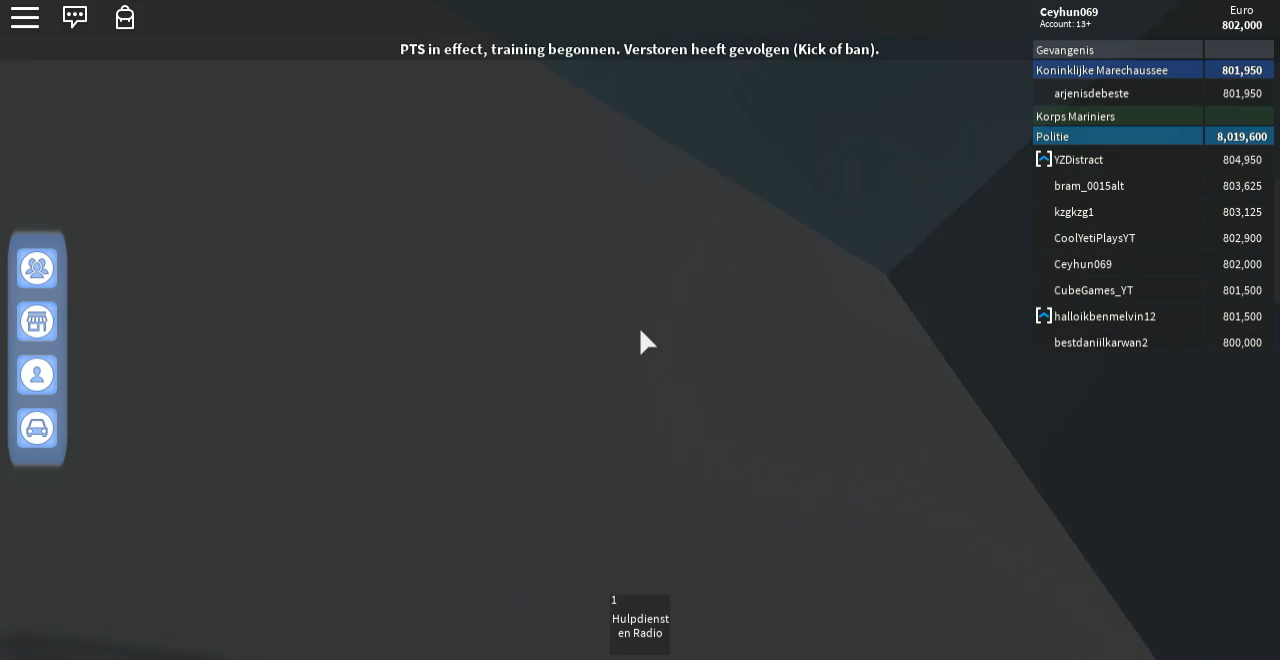 Ceyhun069
Account: 13+
Euro
802,000
PTS in effect, training begonnen. Verstoren heeft gevolgen (Kick of ban).
Gevangenis
Koninklijke Marechaussee 801,950
arjenisdebeste 801,950
Korps Mariniers
Politie 8,019,600
YZDistract 804,950
bram_0015alt 803,625
kzgkzg1 803,125
CoolYetiPlaysYT 802,900
Ceyhun069 802,000
CubeGames_YT 801,500
halloikbenmelvin12 801,500
bestdaniilkarwan2 800,000
1
Hulpdienst
en Radio